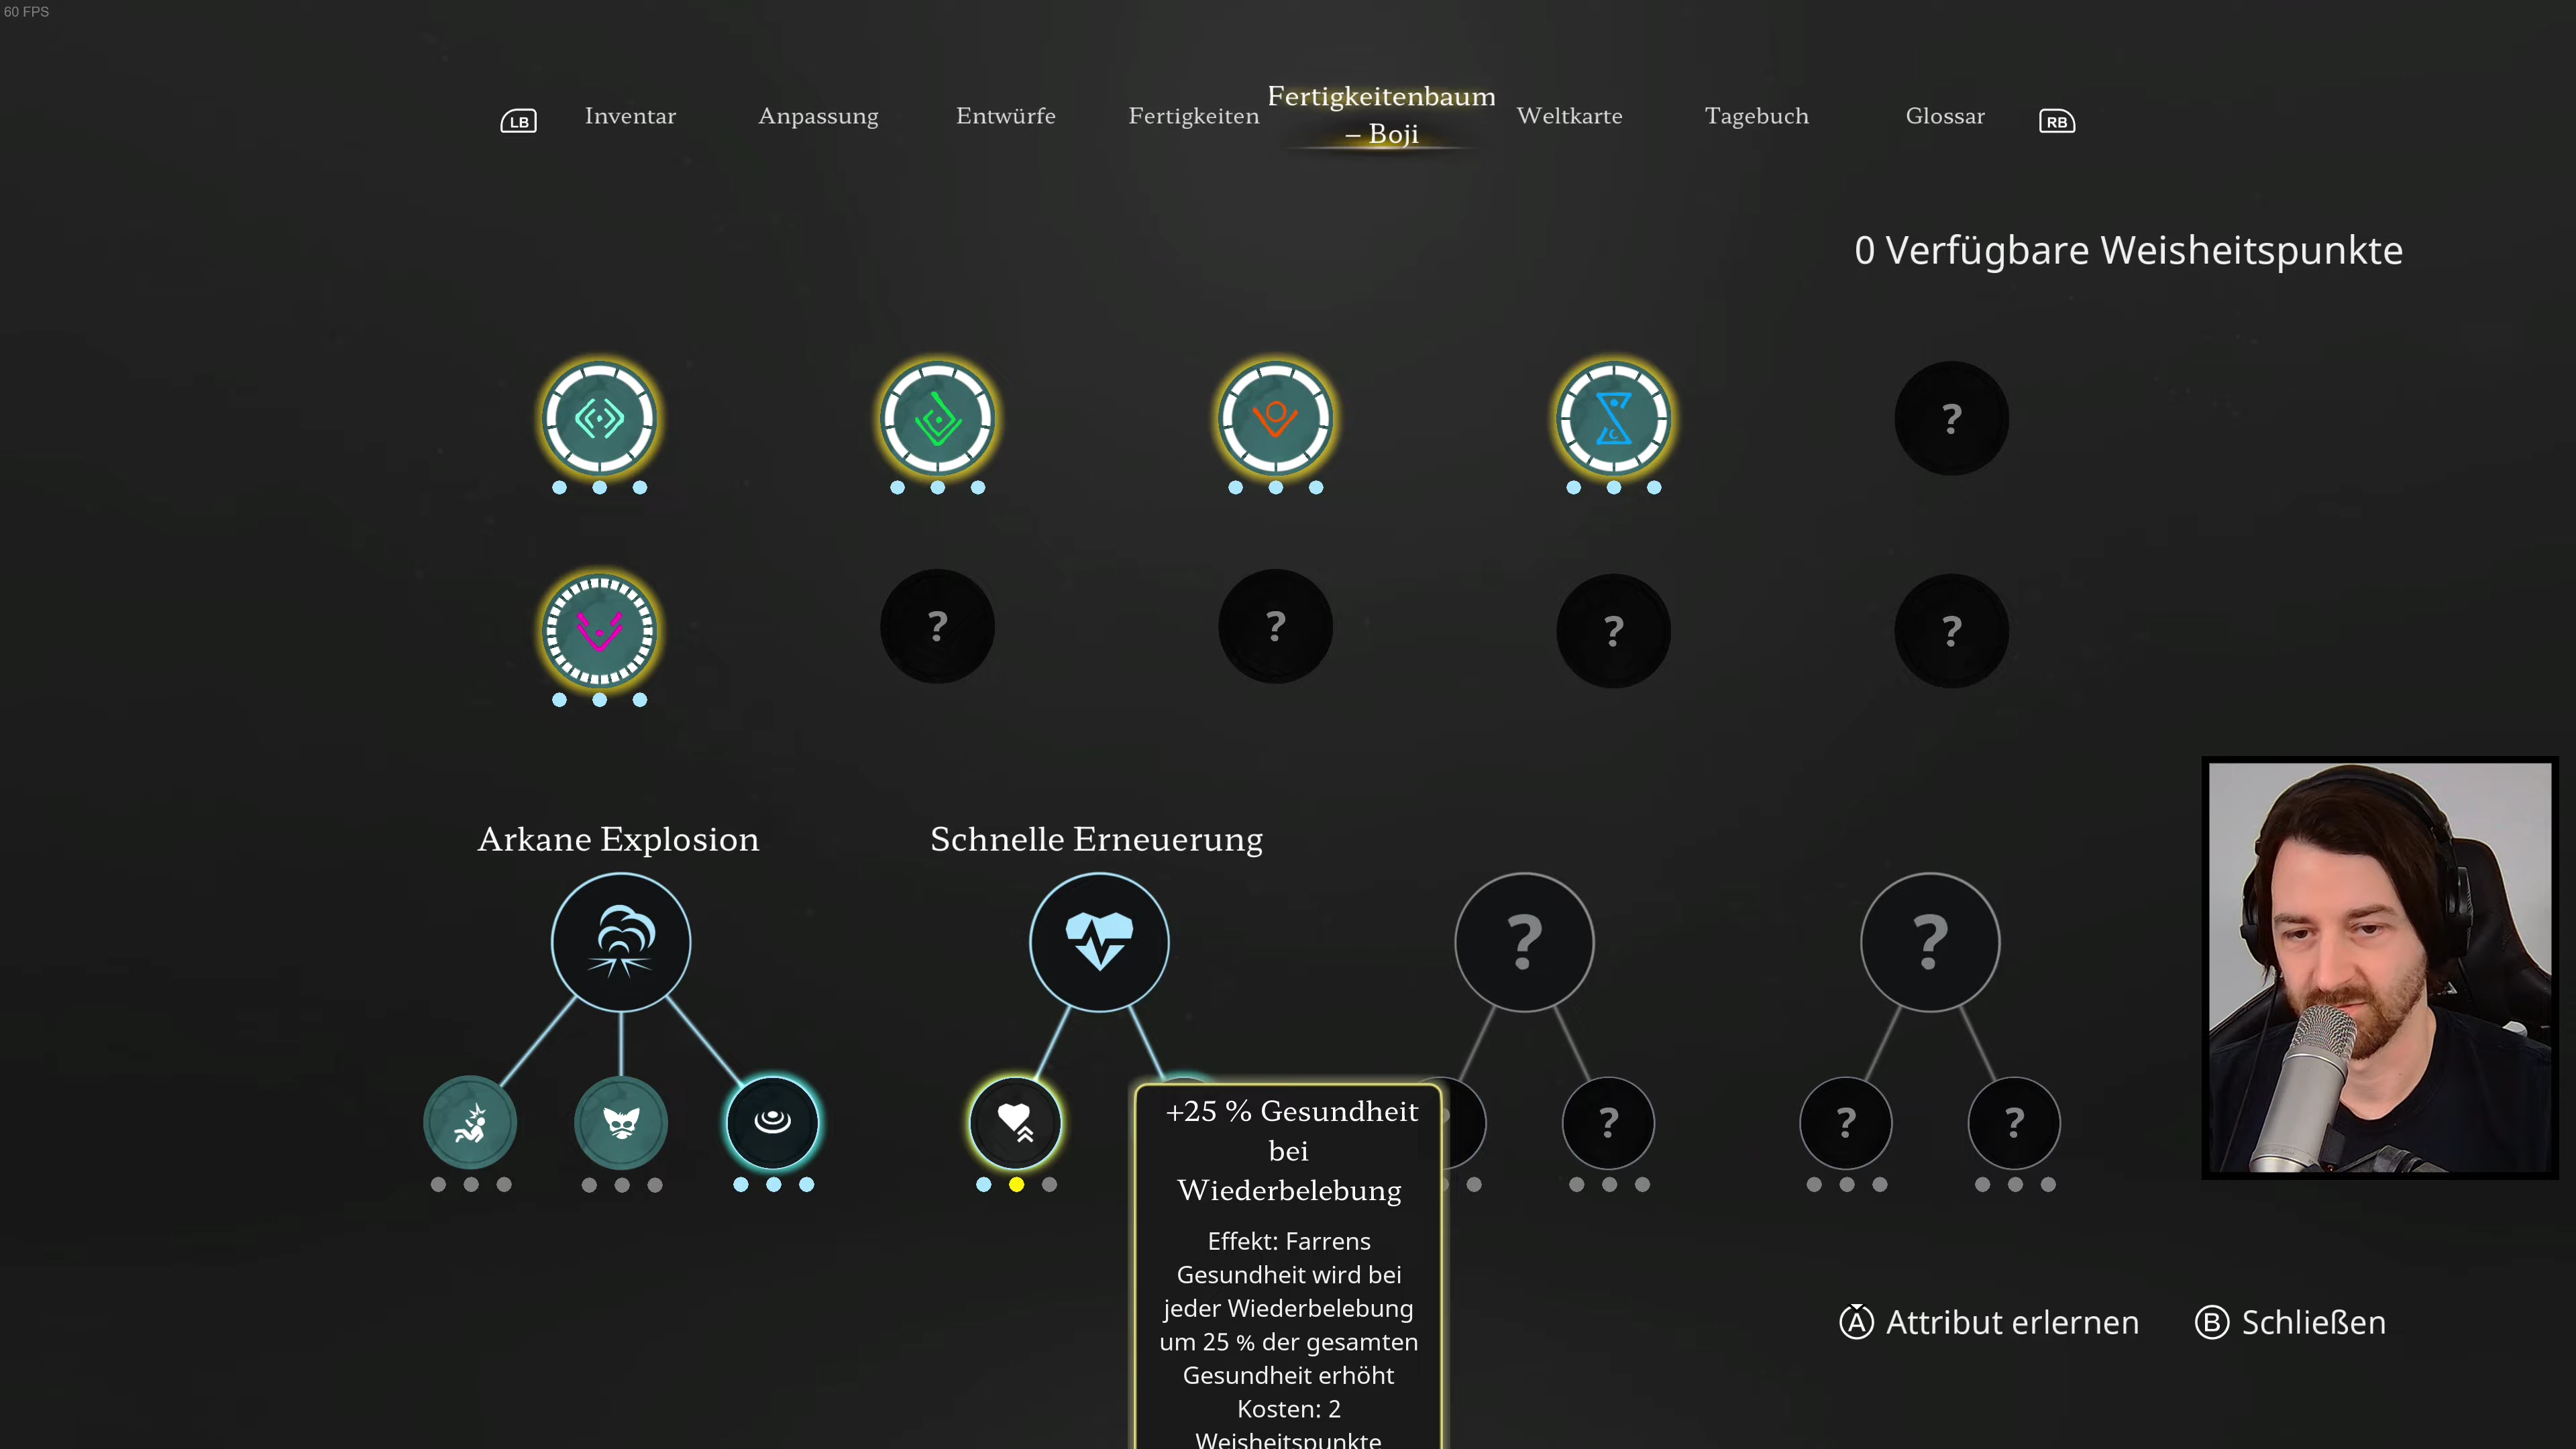 60 FPS
LB
Inventar
Anpassung
Entwürfe
Fertigkeiten
Fertigkeitenbaum
– Boji
Weltkarte
Tagebuch
Glossar
RB
0 Verfügbare Weisheitspunkte
?
?
?
?
?
Arkane Explosion
Schnelle Erneuerung
?
?
?
?
?
+25 % Gesundheit
bei
Wiederbelebung
Effekt: Farrens
Gesundheit wird bei
jeder Wiederbelebung
um 25 % der gesamten
Gesundheit erhöht
Kosten: 2
Weisheitspunkte
A Attribut erlernen
B Schließen